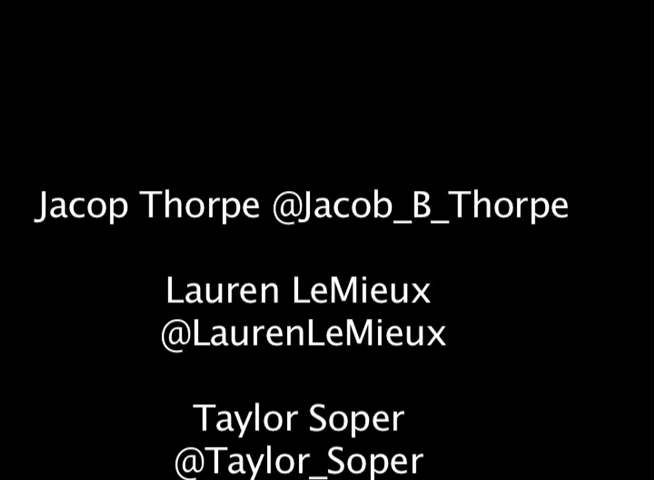 Jacop Thorpe @Jacob_B_Thorpe
Lauren LeMieux
@LaurenLeMieux
Taylor Soper
@Taylor_Soper